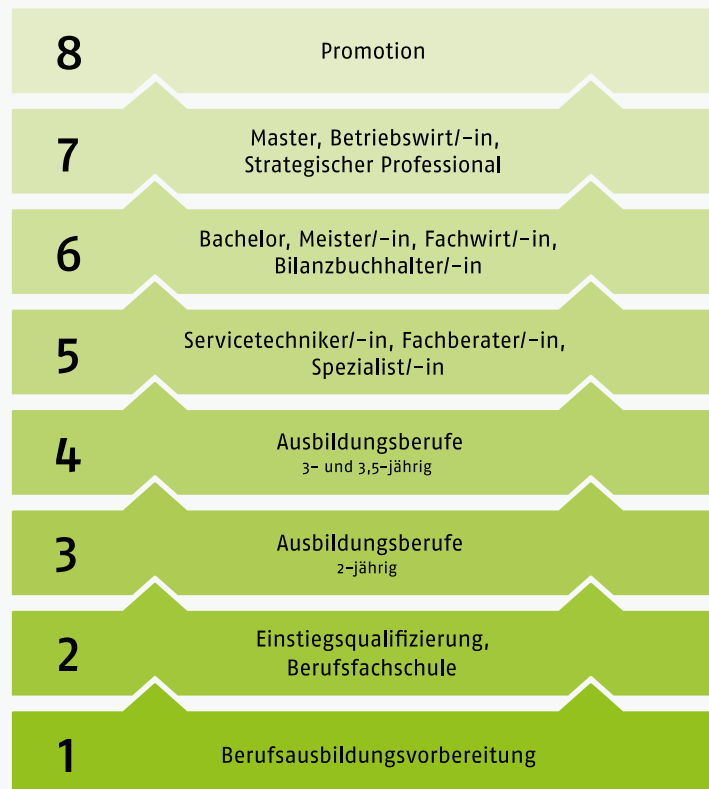 8
Promotion
7
Master, Betriebswirt/-in,
Strategischer Professional
6
Bachelor, Meister/-in, Fachwirt/-in,
Bilanzbuchhalter/-in
5
Servicetechniker/-in, Fachberater/-in,
Spezialist/-in
4
Ausbildungsberufe
3- und 3,5-jährig
3
Ausbildungsberufe
2-jährig
2
Einstiegsqualifizierung,
Berufsfachschule
1
Berufsausbildungsvorbereitung